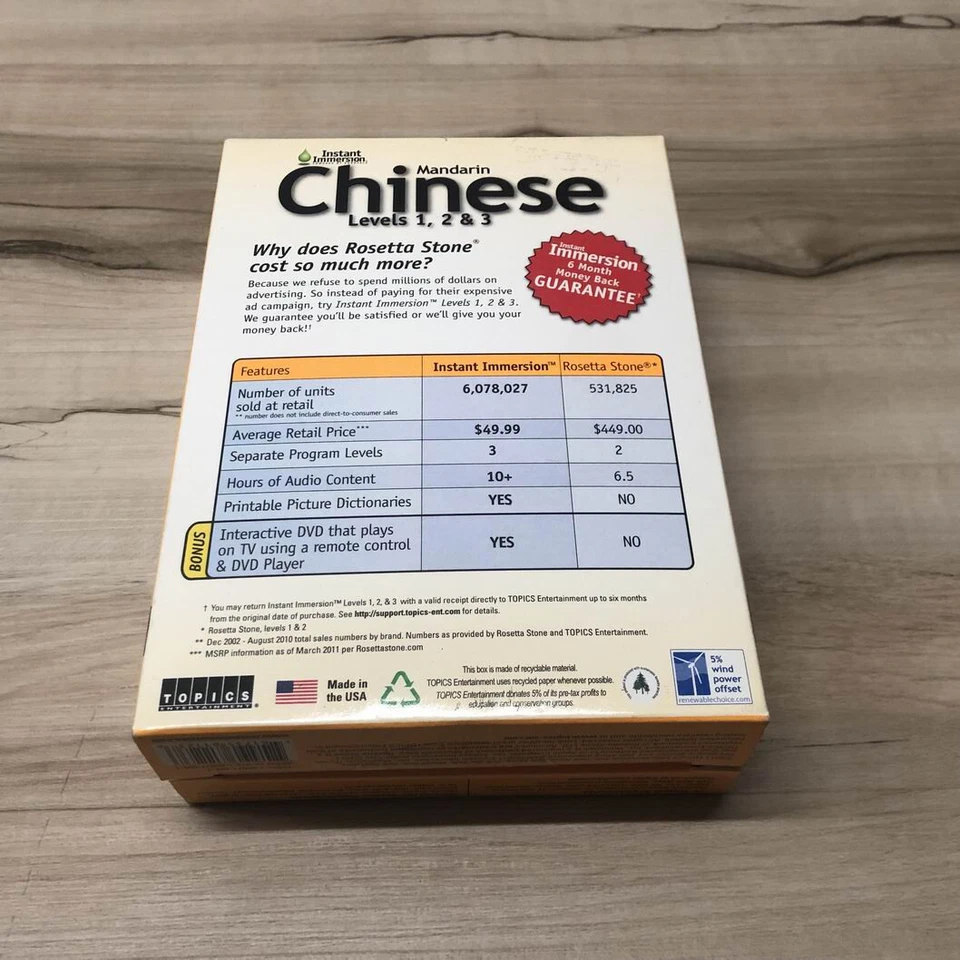 Instant
Immersion
Mandarin
Chinese
Levels 1, 2 & 3
Why does Rosetta Stone®
cost so much more?
Because we refuse to spend millions of dollars on
advertising. So instead of paying for their expensive
ad campaign, try Instant Immersion™ Levels 1, 2 & 3.
We guarantee you'll be satisfied or we'll give you your
money back!†
Instant
Immersion
6 Month
Money Back
GUARANTEE†
Features Instant Immersion™ Rosetta Stone®*
Number of units
sold at retail 6,078,027 531,825
** number does not include direct-to-consumer sales
Average Retail Price*** $49.99 $449.00
Separate Program Levels 3 2
Hours of Audio Content 10+ 6.5
Printable Picture Dictionaries YES NO
BONUS
Interactive DVD that plays
on TV using a remote control YES NO
& DVD Player
† You may return Instant Immersion™ Levels 1, 2, & 3 with a valid receipt directly to TOPICS Entertainment up to six months
from the original date of purchase. See http://support.topics-ent.com for details.
* Rosetta Stone, levels 1 & 2
** Dec 2002 - August 2010 total sales numbers by brand. Numbers as provided by Rosetta Stone and TOPICS Entertainment.
*** MSRP information as of March 2011 per Rosettastone.com
TOPICS
ENTERTAINMENT®
Made in
the USA
This box is made of recyclable material.
TOPICS Entertainment uses recycled paper whenever possible.
TOPICS Entertainment donates 5% of its pre-tax profits to
education and conservation groups.
5%
wind
power
offset
renewablechoice.com